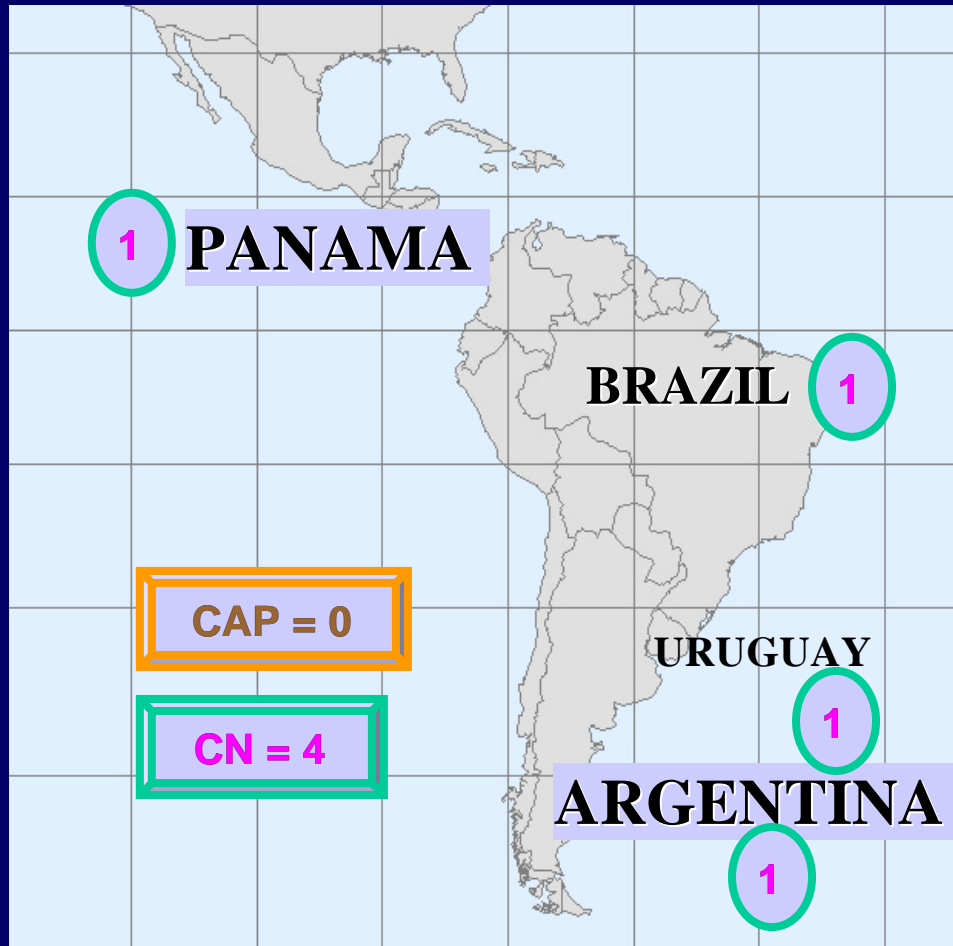 1 PANAMA
BRAZIL 1
CAP = 0
URUGUAY
1
CN = 4
ARGENTINA
1